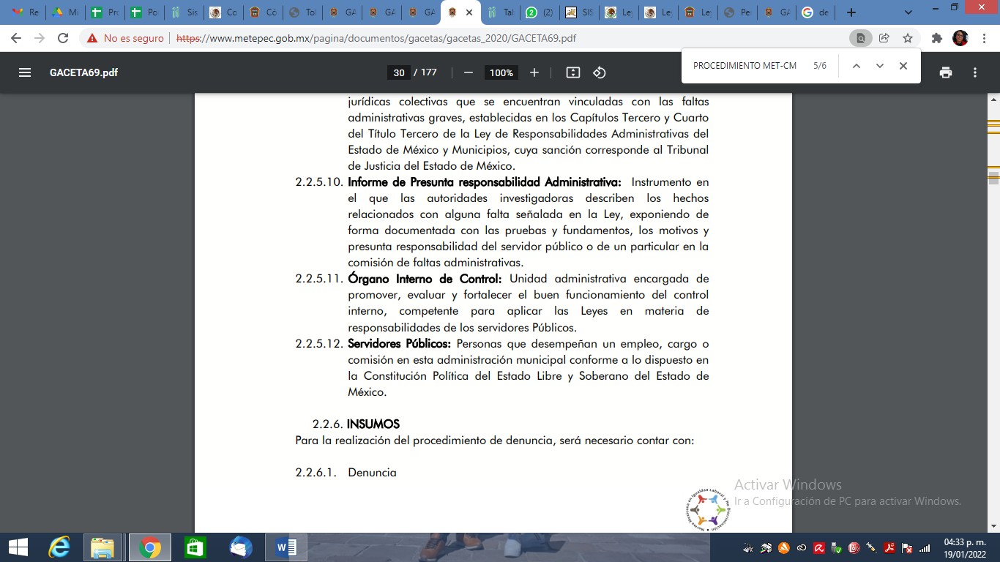 Re
Mi
Pro
Po
Sis
Co
Có
Tol
GA
GA
GA
Tal
(2)
SIS
Le
Le
Le
Pe
GA
de
No es seguro
https://www.metepec.gob.mx/pagina/documentos/gacetas/gacetas_2020/GACETA69.pdf
GACETA69.pdf
30 / 177
100%
PROCEDIMIENTO MET-CM 5/6
jurídicas colectivas que se encuentran vinculadas con las faltas
administrativas graves, establecidas en los Capítulos Tercero y Cuarto
del Título Tercero de la Ley de Responsabilidades Administrativas del
Estado de México y Municipios, cuya sanción corresponde al Tribunal
de Justicia del Estado de México.
2.2.5.10. Informe de Presunta responsabilidad Administrativa: Instrumento en
el que las autoridades investigadoras describen los hechos
relacionados con alguna falta señalada en la Ley, exponiendo de
forma documentada con las pruebas y fundamentos, los motivos y
presunta responsabilidad del servidor público o de un particular en la
comisión de faltas administrativas.
2.2.5.11. Órgano Interno de Control: Unidad administrativa encargada de
promover, evaluar y fortalecer el buen funcionamiento del control
interno, competente para aplicar las Leyes en materia de
responsabilidades de los servidores Públicos.
2.2.5.12. Servidores Públicos: Personas que desempeñan un empleo, cargo o
comisión en esta administración municipal conforme a lo dispuesto en
la Constitución Política del Estado Libre y Soberano del Estado de
México.
2.2.6. INSUMOS
Para la realización del procedimiento de denuncia, será necesario contar con:
2.2.6.1. Denuncia
Norma Mexicana en Igualdad Laboral y No Discriminación
Activar Windows
Ir a Configuración de PC para activar Windows.
04:33 p. m.
19/01/2022